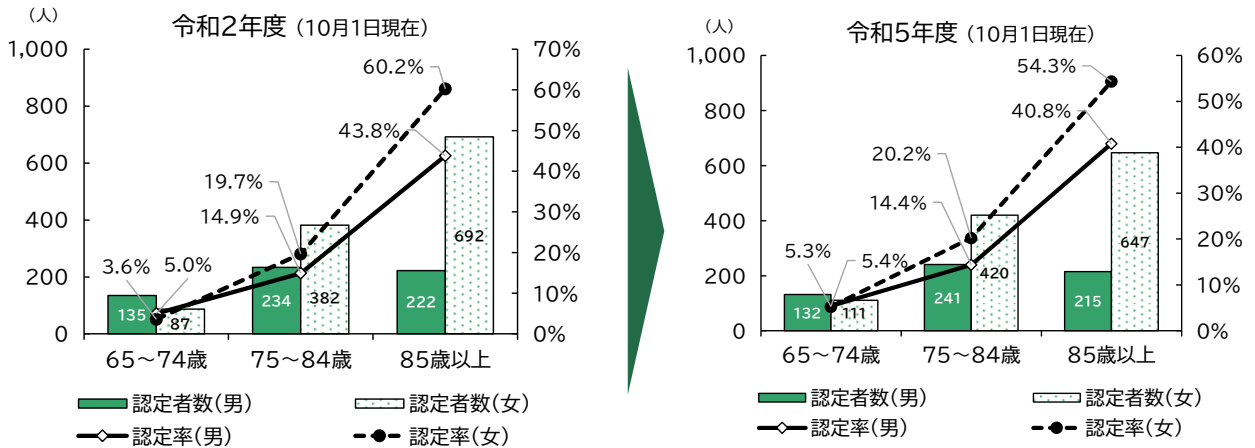 (人)
令和2年度 (10月1日現在)
1,000
800
600
400
200
0
70%
60%
50%
40%
30%
20%
10%
0%
60.2%
43.8%
19.7%
14.9%
3.6%
5.0%
135
87
234
382
222
692
65～74歳
75～84歳
85歳以上
認定者数(男)
認定者数(女)
認定率(男)
認定率(女)
(人)
令和5年度 (10月1日現在)
1,000
800
600
400
200
0
60%
50%
40%
30%
20%
10%
0%
54.3%
40.8%
20.2%
14.4%
5.3%
5.4%
132
111
241
420
215
647
65～74歳
75～84歳
85歳以上
認定者数(男)
認定者数(女)
認定率(男)
認定率(女)